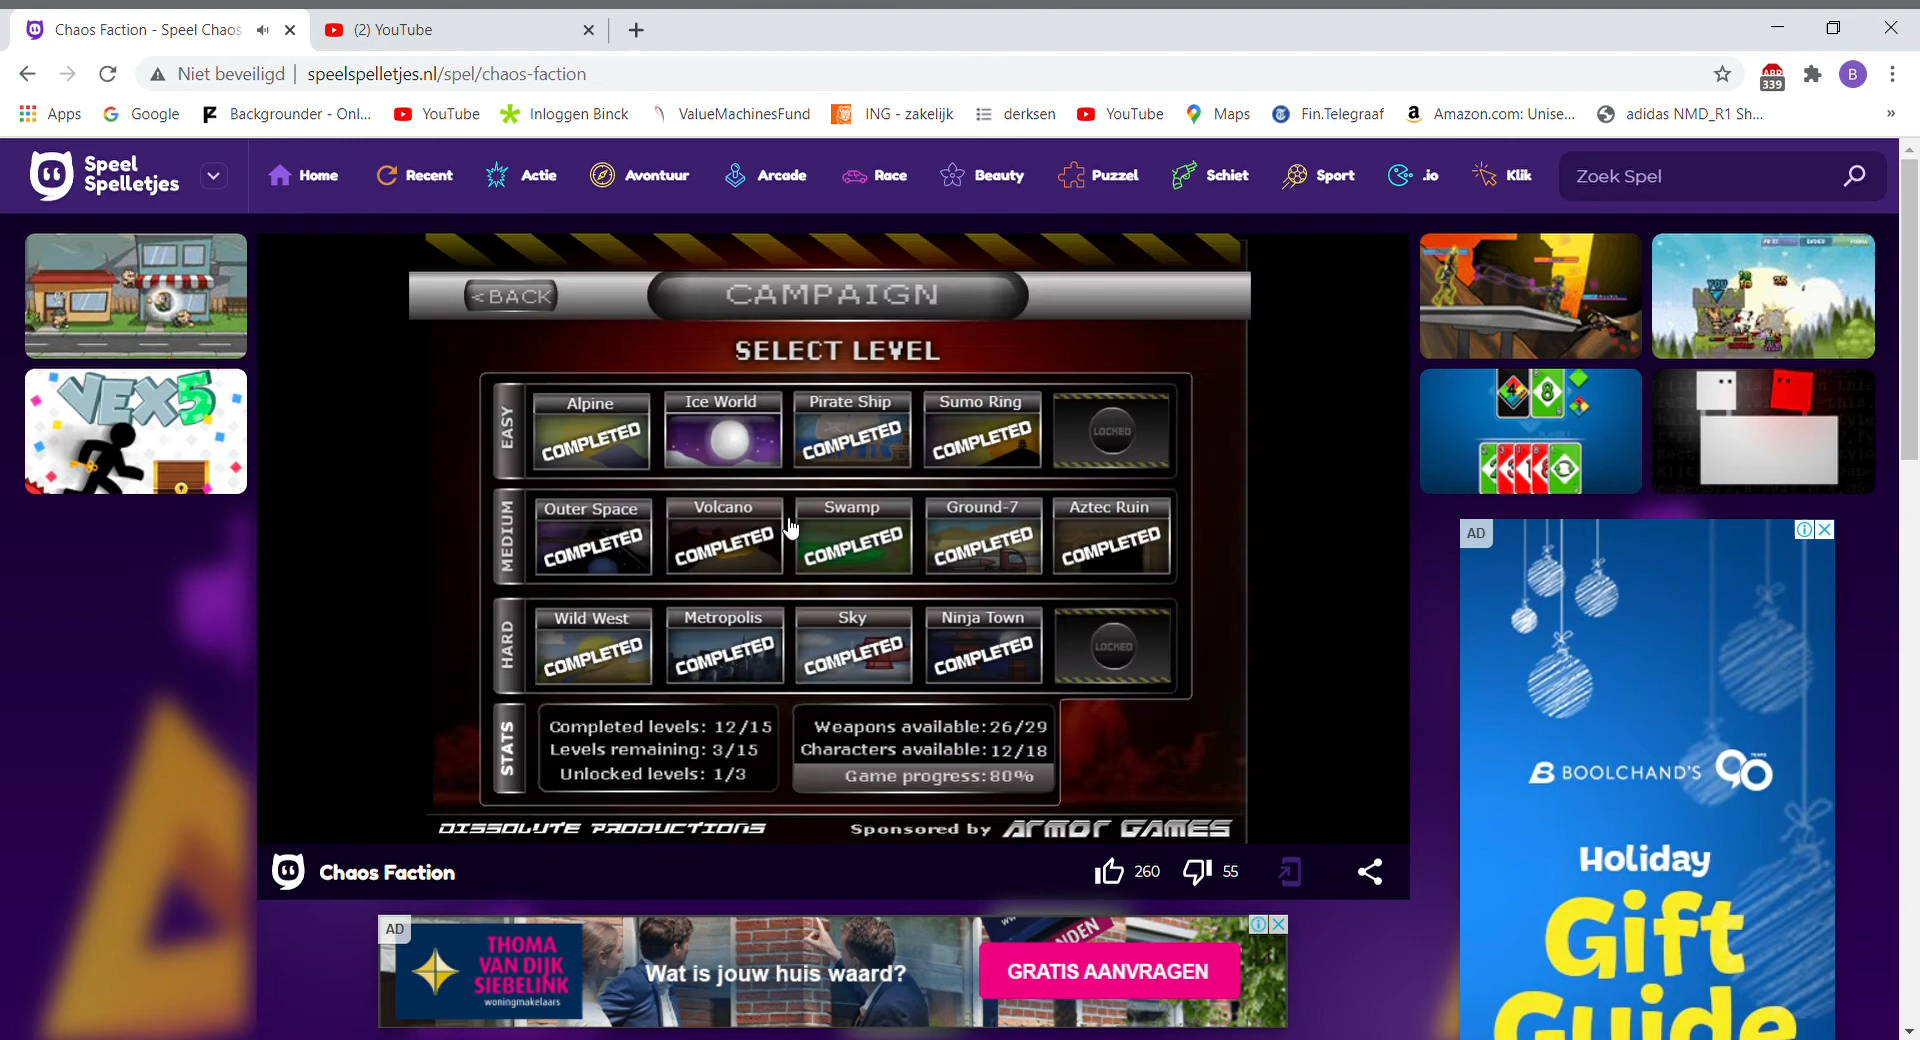 Chaos Faction - Speel Chaos
(2) YouTube
Niet beveiligd | speelspelletjes.nl/spel/chaos-faction
ABP
339
B
Apps
Google
Backgrounder - Onl...
YouTube
Inloggen Binck
ValueMachinesFund
ING - zakelijk
derksen
YouTube
Maps
Fin.Telegraaf
Amazon.com: Unise...
adidas NMD_R1 Sh...
»
Speel
Spelletjes
Home
Recent
Actie
Avontuur
Arcade
Race
Beauty
Puzzel
Schiet
Sport
.io
Klik
Zoek Spel
VEX5
<BACK
CAMPAIGN
SELECT LEVEL
EASY
Alpine
COMPLETED
Ice World
Pirate Ship
COMPLETED
Sumo Ring
COMPLETED
LOCKED
MEDIUM
Outer Space
COMPLETED
Volcano
COMPLETED
Swamp
COMPLETED
Ground-7
COMPLETED
Aztec Ruin
COMPLETED
HARD
Wild West
COMPLETED
Metropolis
COMPLETED
Sky
COMPLETED
Ninja Town
COMPLETED
LOCKED
STATS
Completed levels: 12/15
Levels remaining: 3/15
Unlocked levels: 1/3
Weapons available:26/29
Characters available:12/18
Game progress:80%
DISSOLUTE PRODUCTIONS
Sponsored by ARMOR GAMES
Chaos Faction
260
55
AD
THOMA
VAN DIJK
SIEBELINK
woningmakelaars
Wat is jouw huis waard?
GRATIS AANVRAGEN
AD
BOOLCHAND'S 90
YEARS
Holiday
Gift
Guide